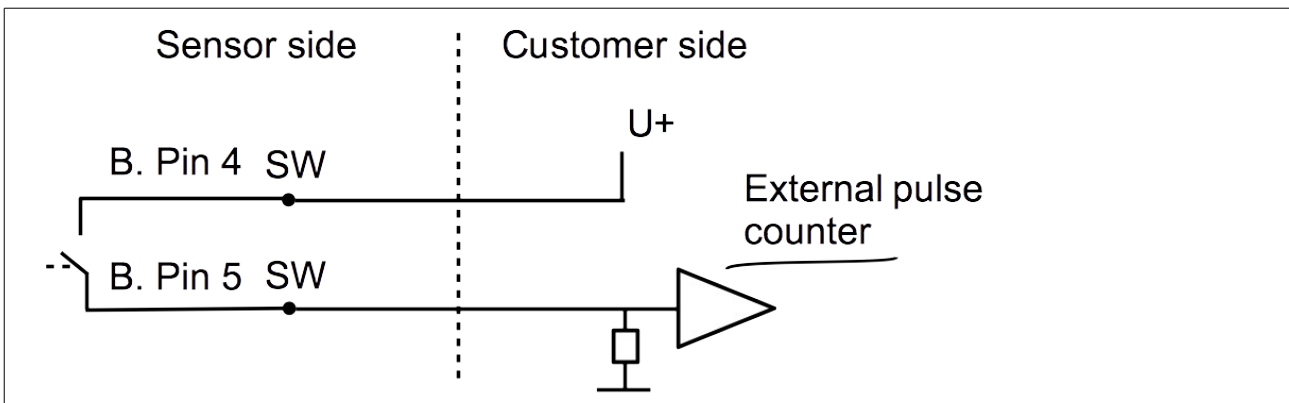 Sensor side
Customer side
U+
B. Pin 4 SW
External pulse
counter
B. Pin 5 SW